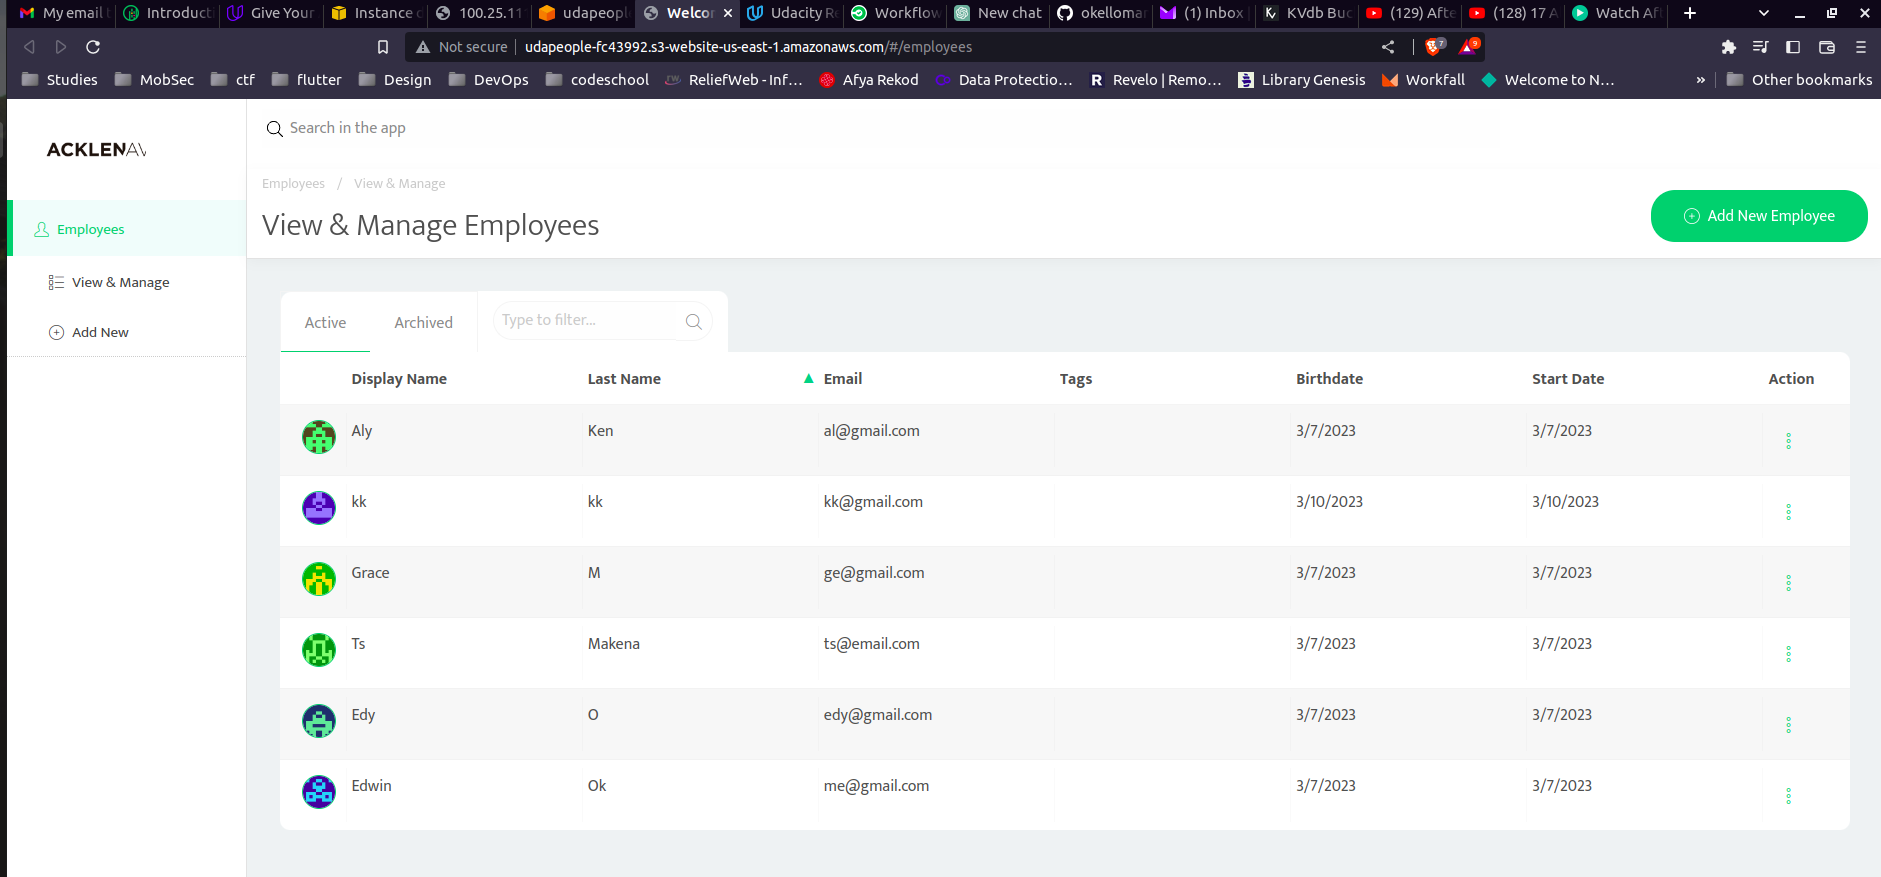 My email Introduct Give Your Instance 100.25.11 udapeopl Welcor Udacity Re Workflow New chat okelloma (1) Inbox KVdb Buc (129) Afte (128) 17 A Watch Af
Not secure udapeople-fc43992.s3-website-us-east-1.amazonaws.com/#/employees 7 9
Studies MobSec ctf flutter Design DevOps codeschool ReliefWeb - Inf... Afya Rekod Data Protectio... Revelo | Remo... Library Genesis Workfall Welcome to N... » Other bookmarks
ACKLENAV
Search in the app
Employees / View & Manage
View & Manage Employees
Add New Employee
Employees
View & Manage
Add New
Active Archived Type to filter...
Display Name Last Name Email Tags Birthdate Start Date Action
Aly Ken al@gmail.com 3/7/2023 3/7/2023
kk kk kk@gmail.com 3/10/2023 3/10/2023
Grace M ge@gmail.com 3/7/2023 3/7/2023
Ts Makena ts@email.com 3/7/2023 3/7/2023
Edy O edy@gmail.com 3/7/2023 3/7/2023
Edwin Ok me@gmail.com 3/7/2023 3/7/2023